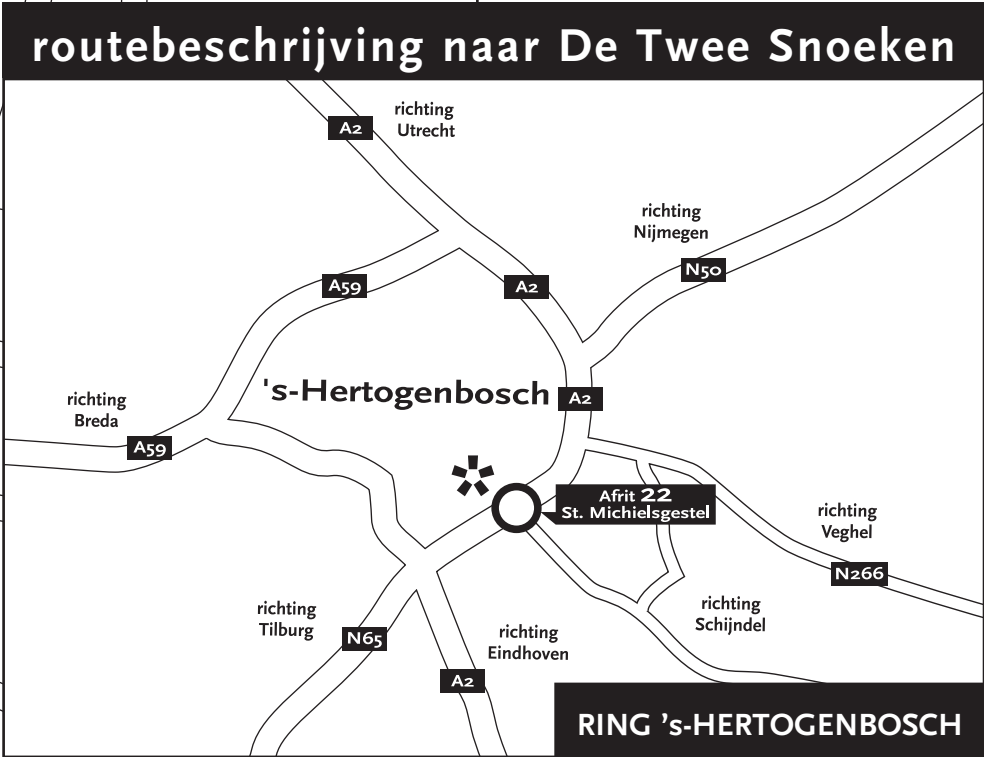 routebeschrijving naar De Twee Snoeken
richting
Utrecht
A2
richting
Nijmegen
N50
A59
A2
's-Hertogenbosch
A2
richting
Breda
A59
Afrit 22
St. Michielsgestel
richting
Veghel
N266
richting
Tilburg
N65
richting
Schijndel
richting
Eindhoven
A2
RING ’s-HERTOGENBOSCH